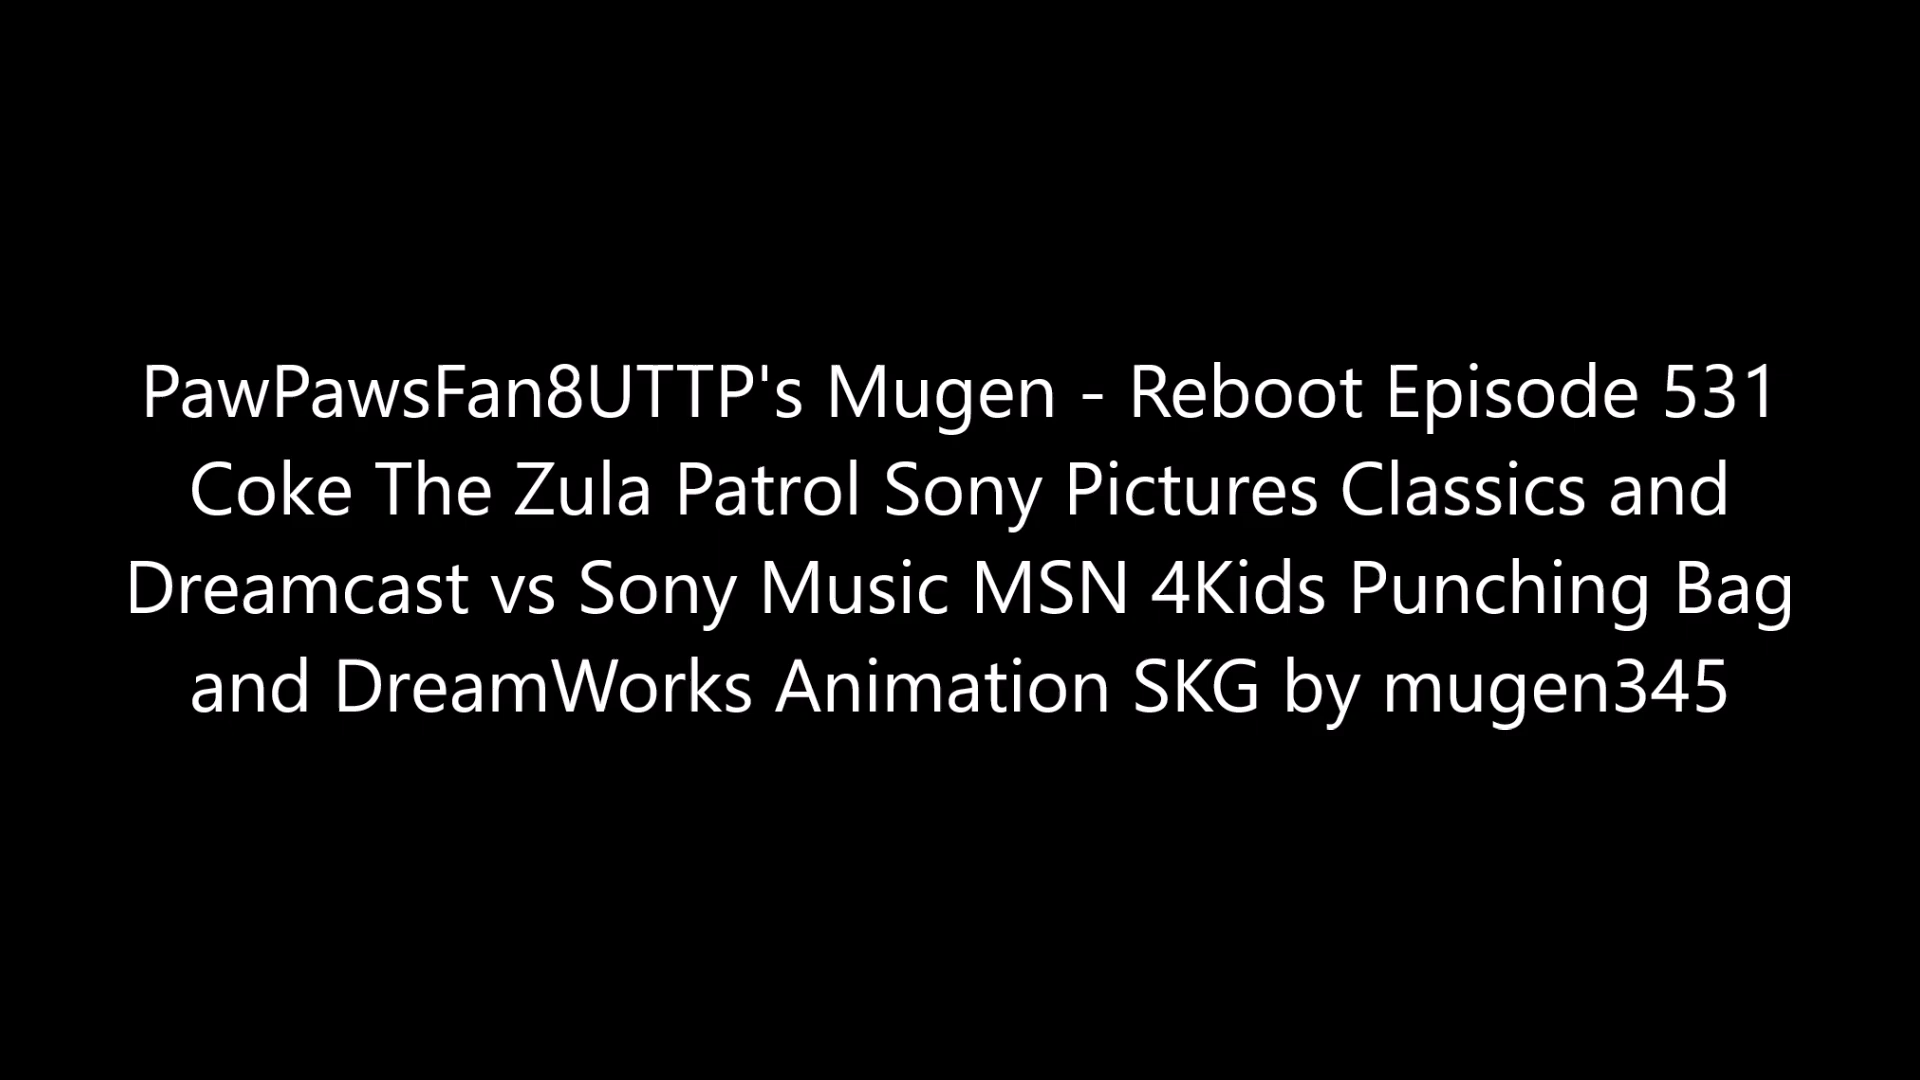 PawPawsFan8UTTP's Mugen - Reboot Episode 531
Coke The Zula Patrol Sony Pictures Classics and
Dreamcast vs Sony Music MSN 4Kids Punching Bag
and DreamWorks Animation SKG by mugen345